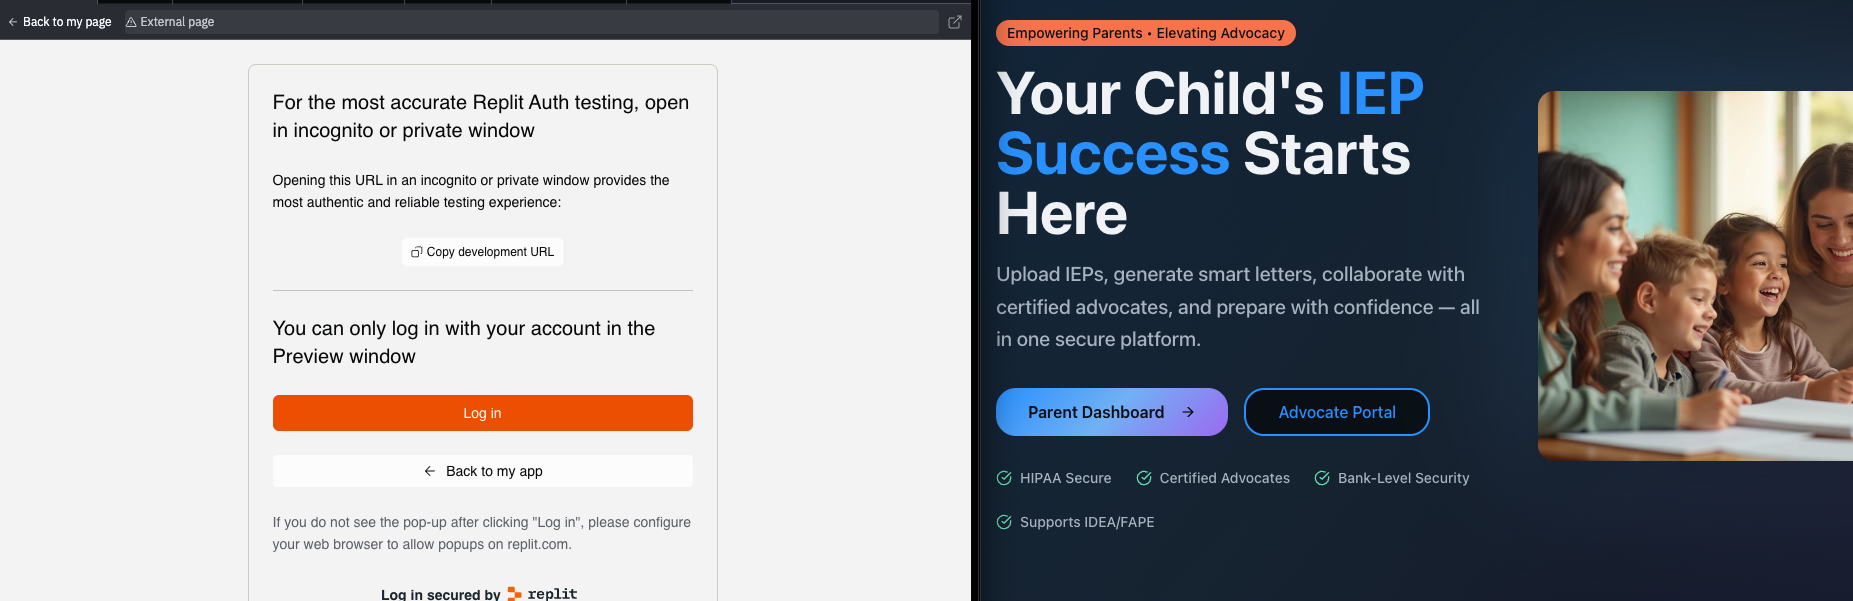 Back to my page
External page
For the most accurate Replit Auth testing, open
in incognito or private window
Opening this URL in an incognito or private window provides the
most authentic and reliable testing experience:
Copy development URL
You can only log in with your account in the
Preview window
Log in
Back to my app
If you do not see the pop-up after clicking "Log in", please configure
your web browser to allow popups on replit.com.
Log in secured by replit
Empowering Parents • Elevating Advocacy
Your Child's IEP
Success Starts
Here
Upload IEPs, generate smart letters, collaborate with
certified advocates, and prepare with confidence — all
in one secure platform.
Parent Dashboard
Advocate Portal
HIPAA Secure
Certified Advocates
Bank-Level Security
Supports IDEA/FAPE